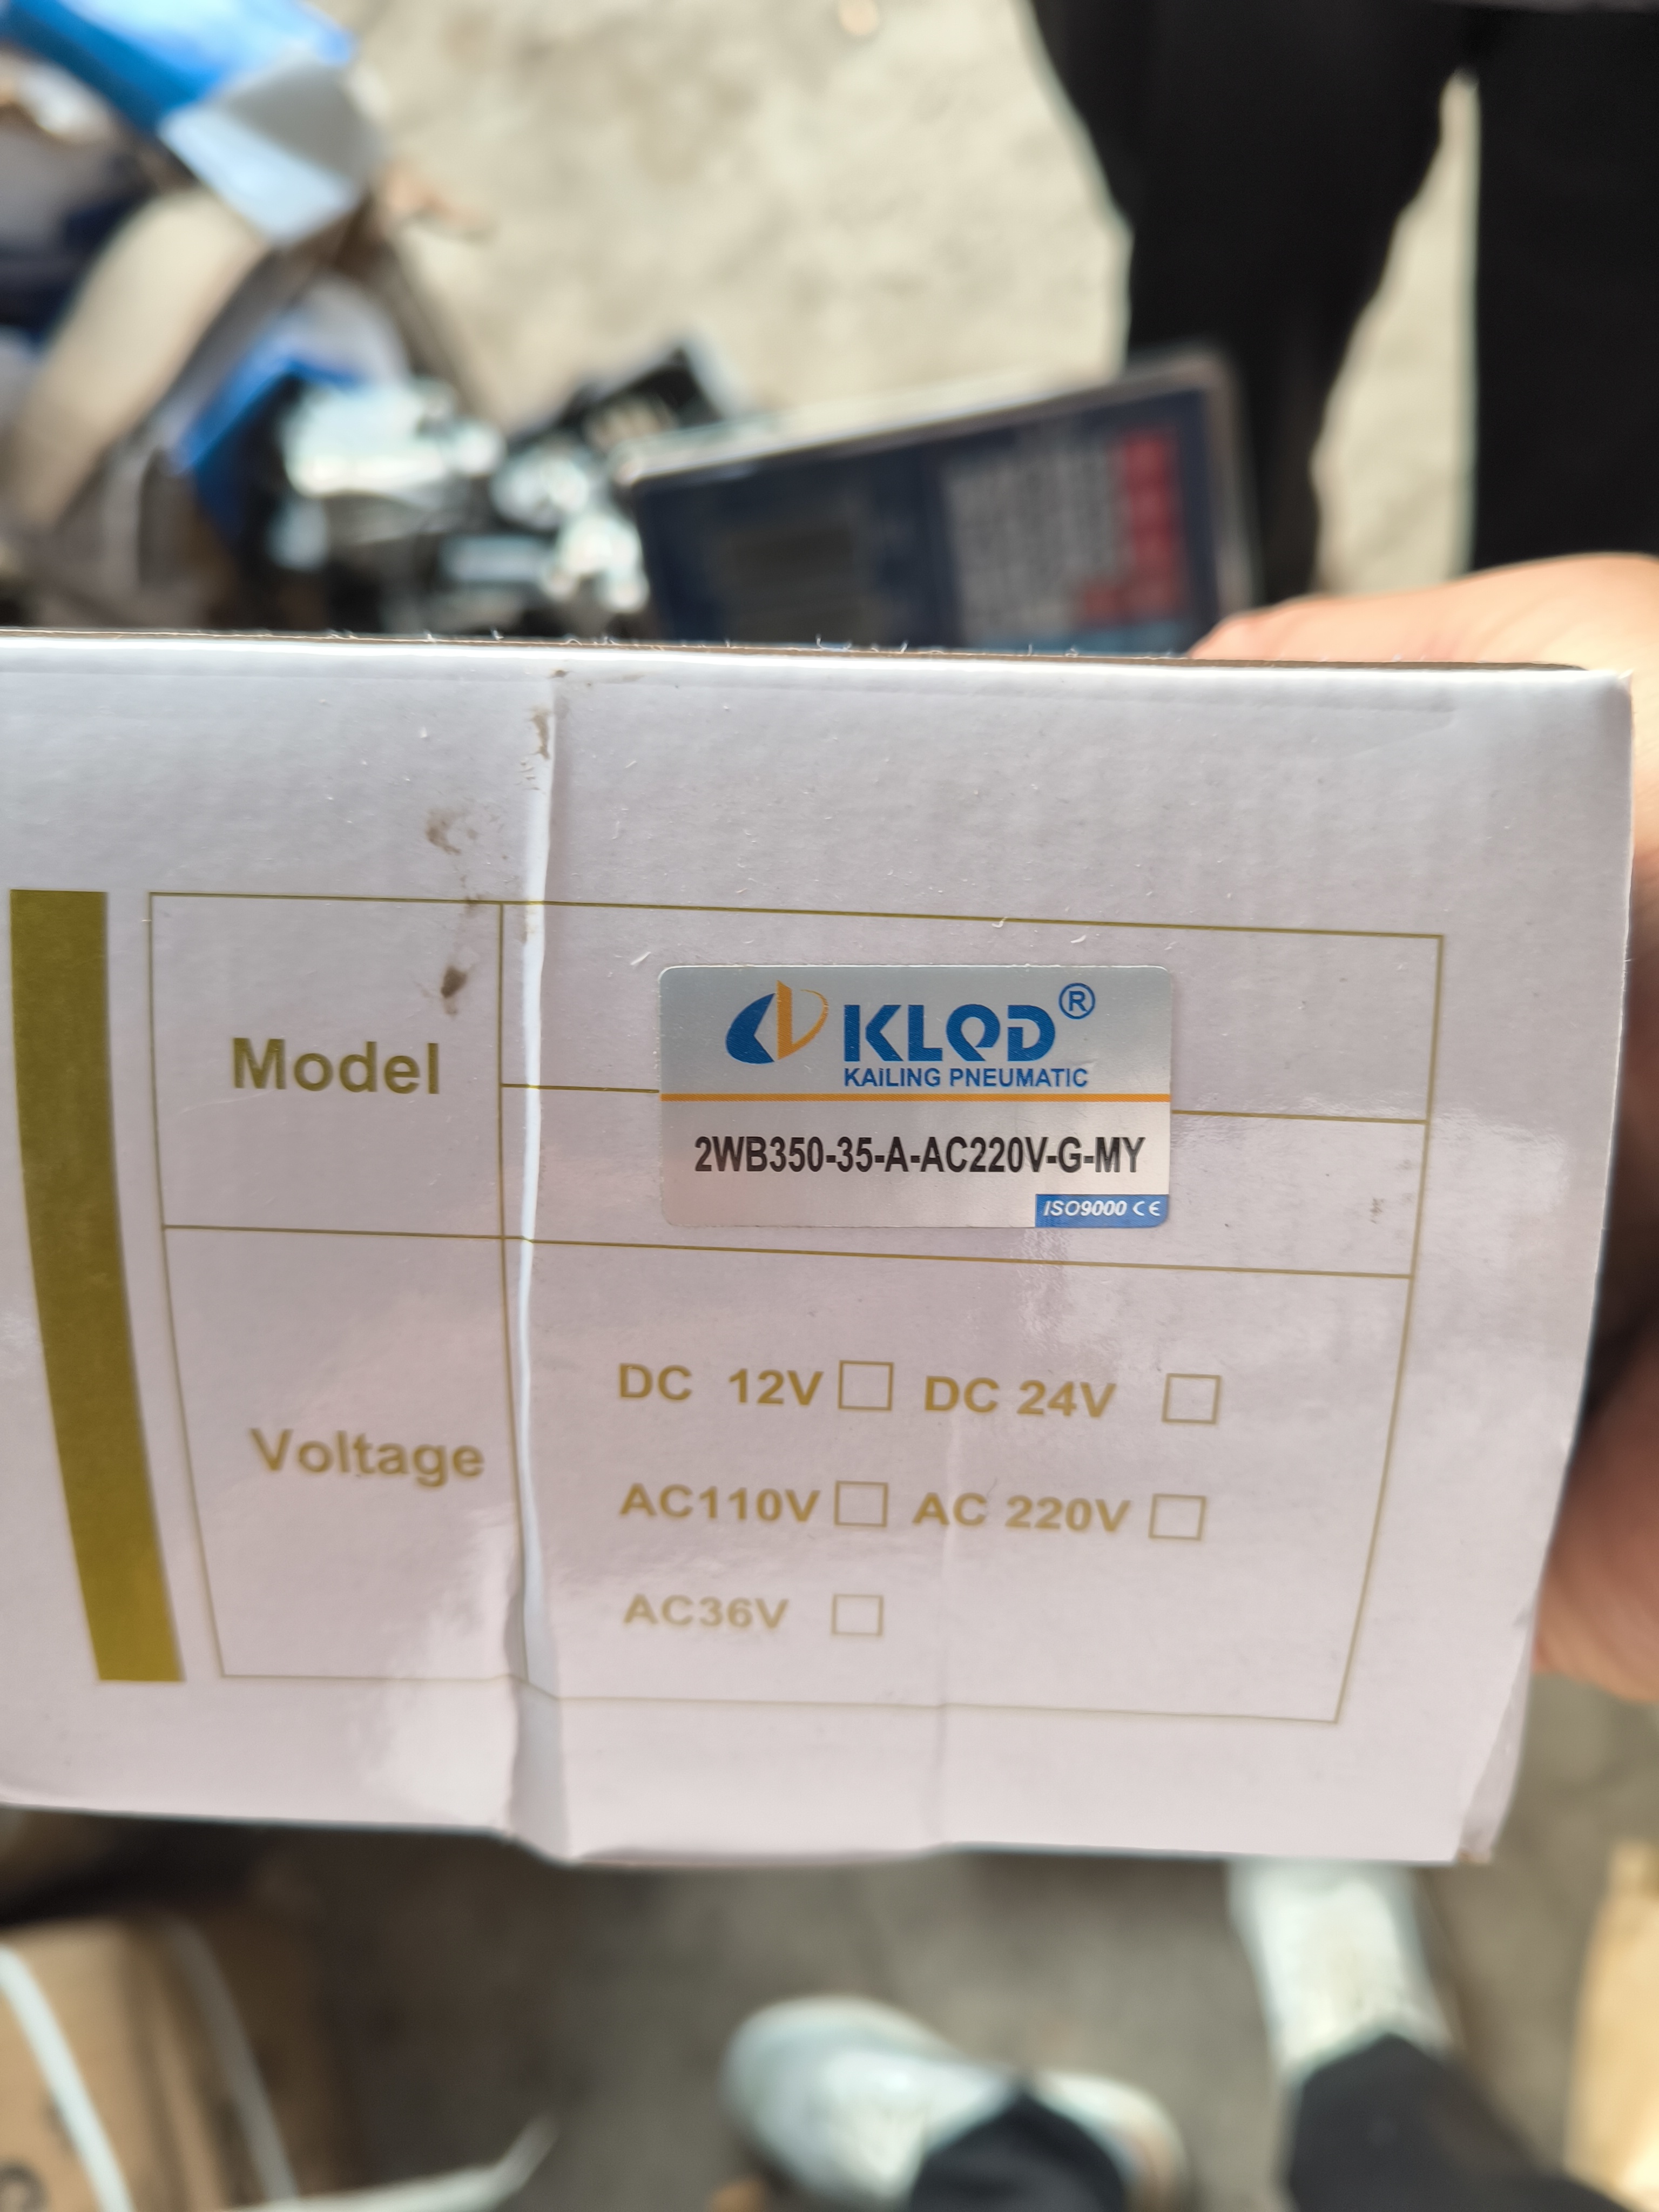 KLQD®
KAILING PNEUMATIC
Model
2WB350-35-A-AC220V-G-MY
ISO9000 CE
DC 12V DC 24V
Voltage
AC110V AC 220V
AC36V